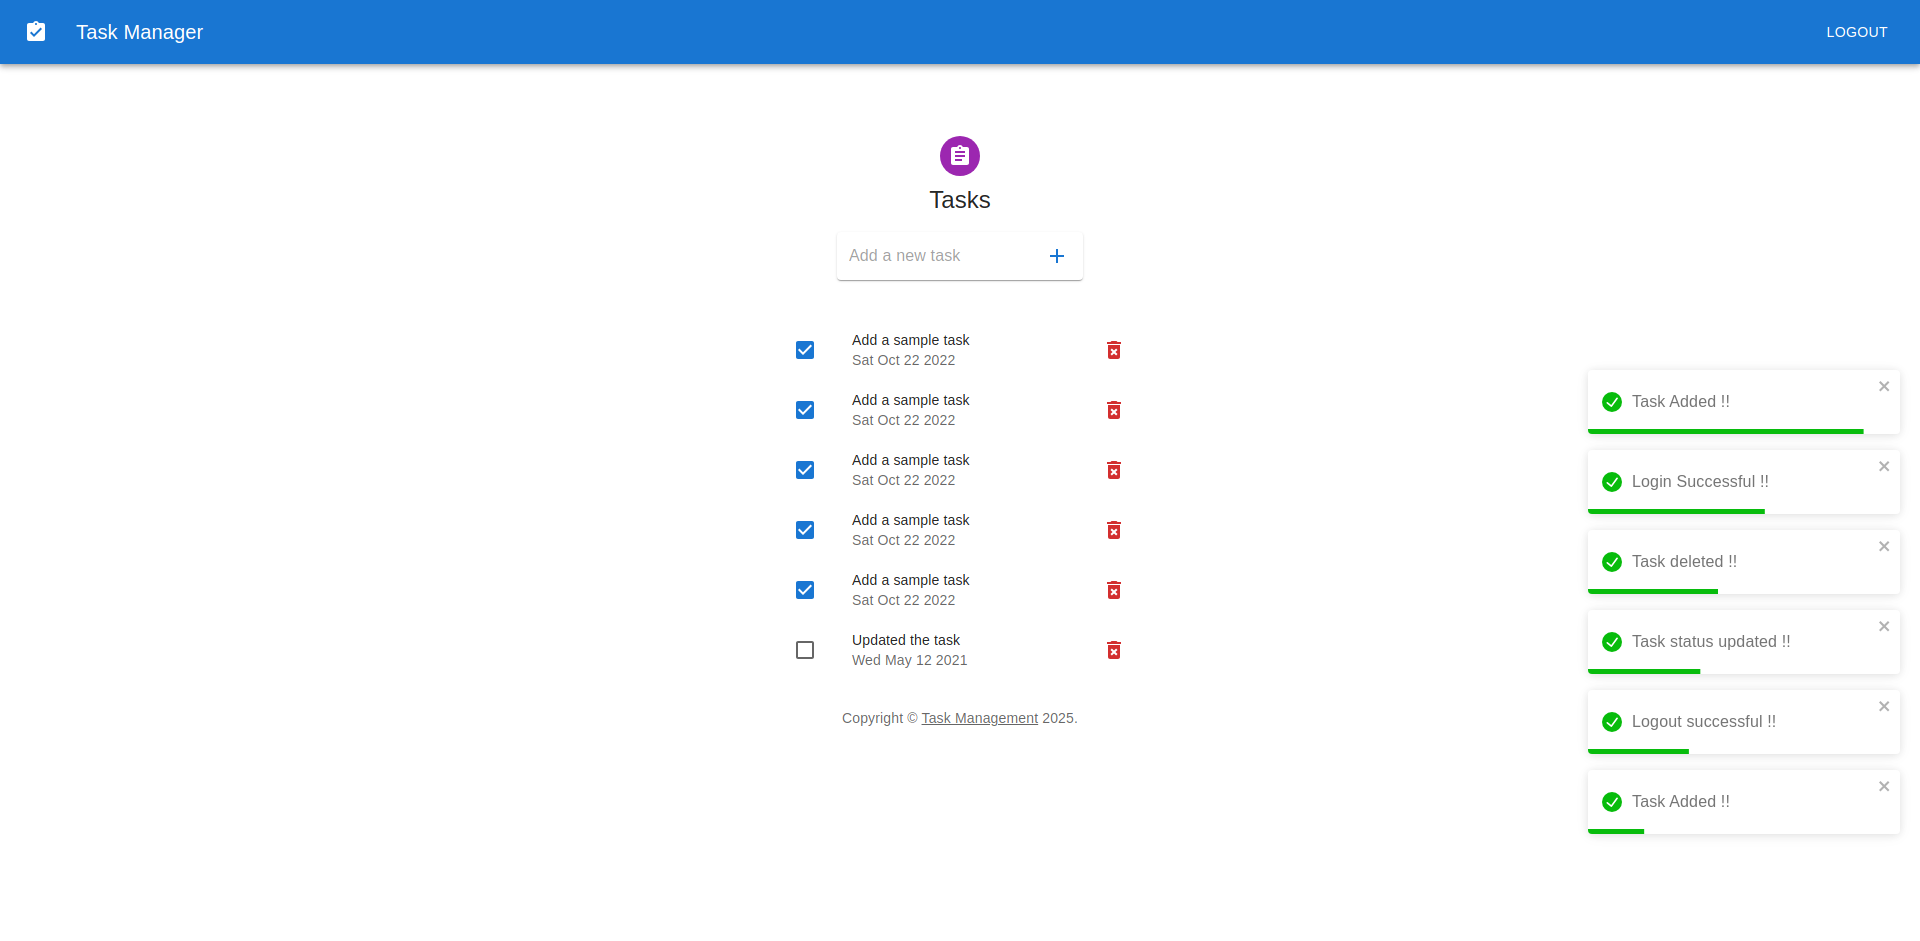 Task Manager
LOGOUT
Tasks
Add a new task
Add a sample task
Sat Oct 22 2022
Add a sample task
Sat Oct 22 2022
Add a sample task
Sat Oct 22 2022
Add a sample task
Sat Oct 22 2022
Add a sample task
Sat Oct 22 2022
Updated the task
Wed May 12 2021
Copyright © Task Management 2025.
Task Added !!
Login Successful !!
Task deleted !!
Task status updated !!
Logout successful !!
Task Added !!